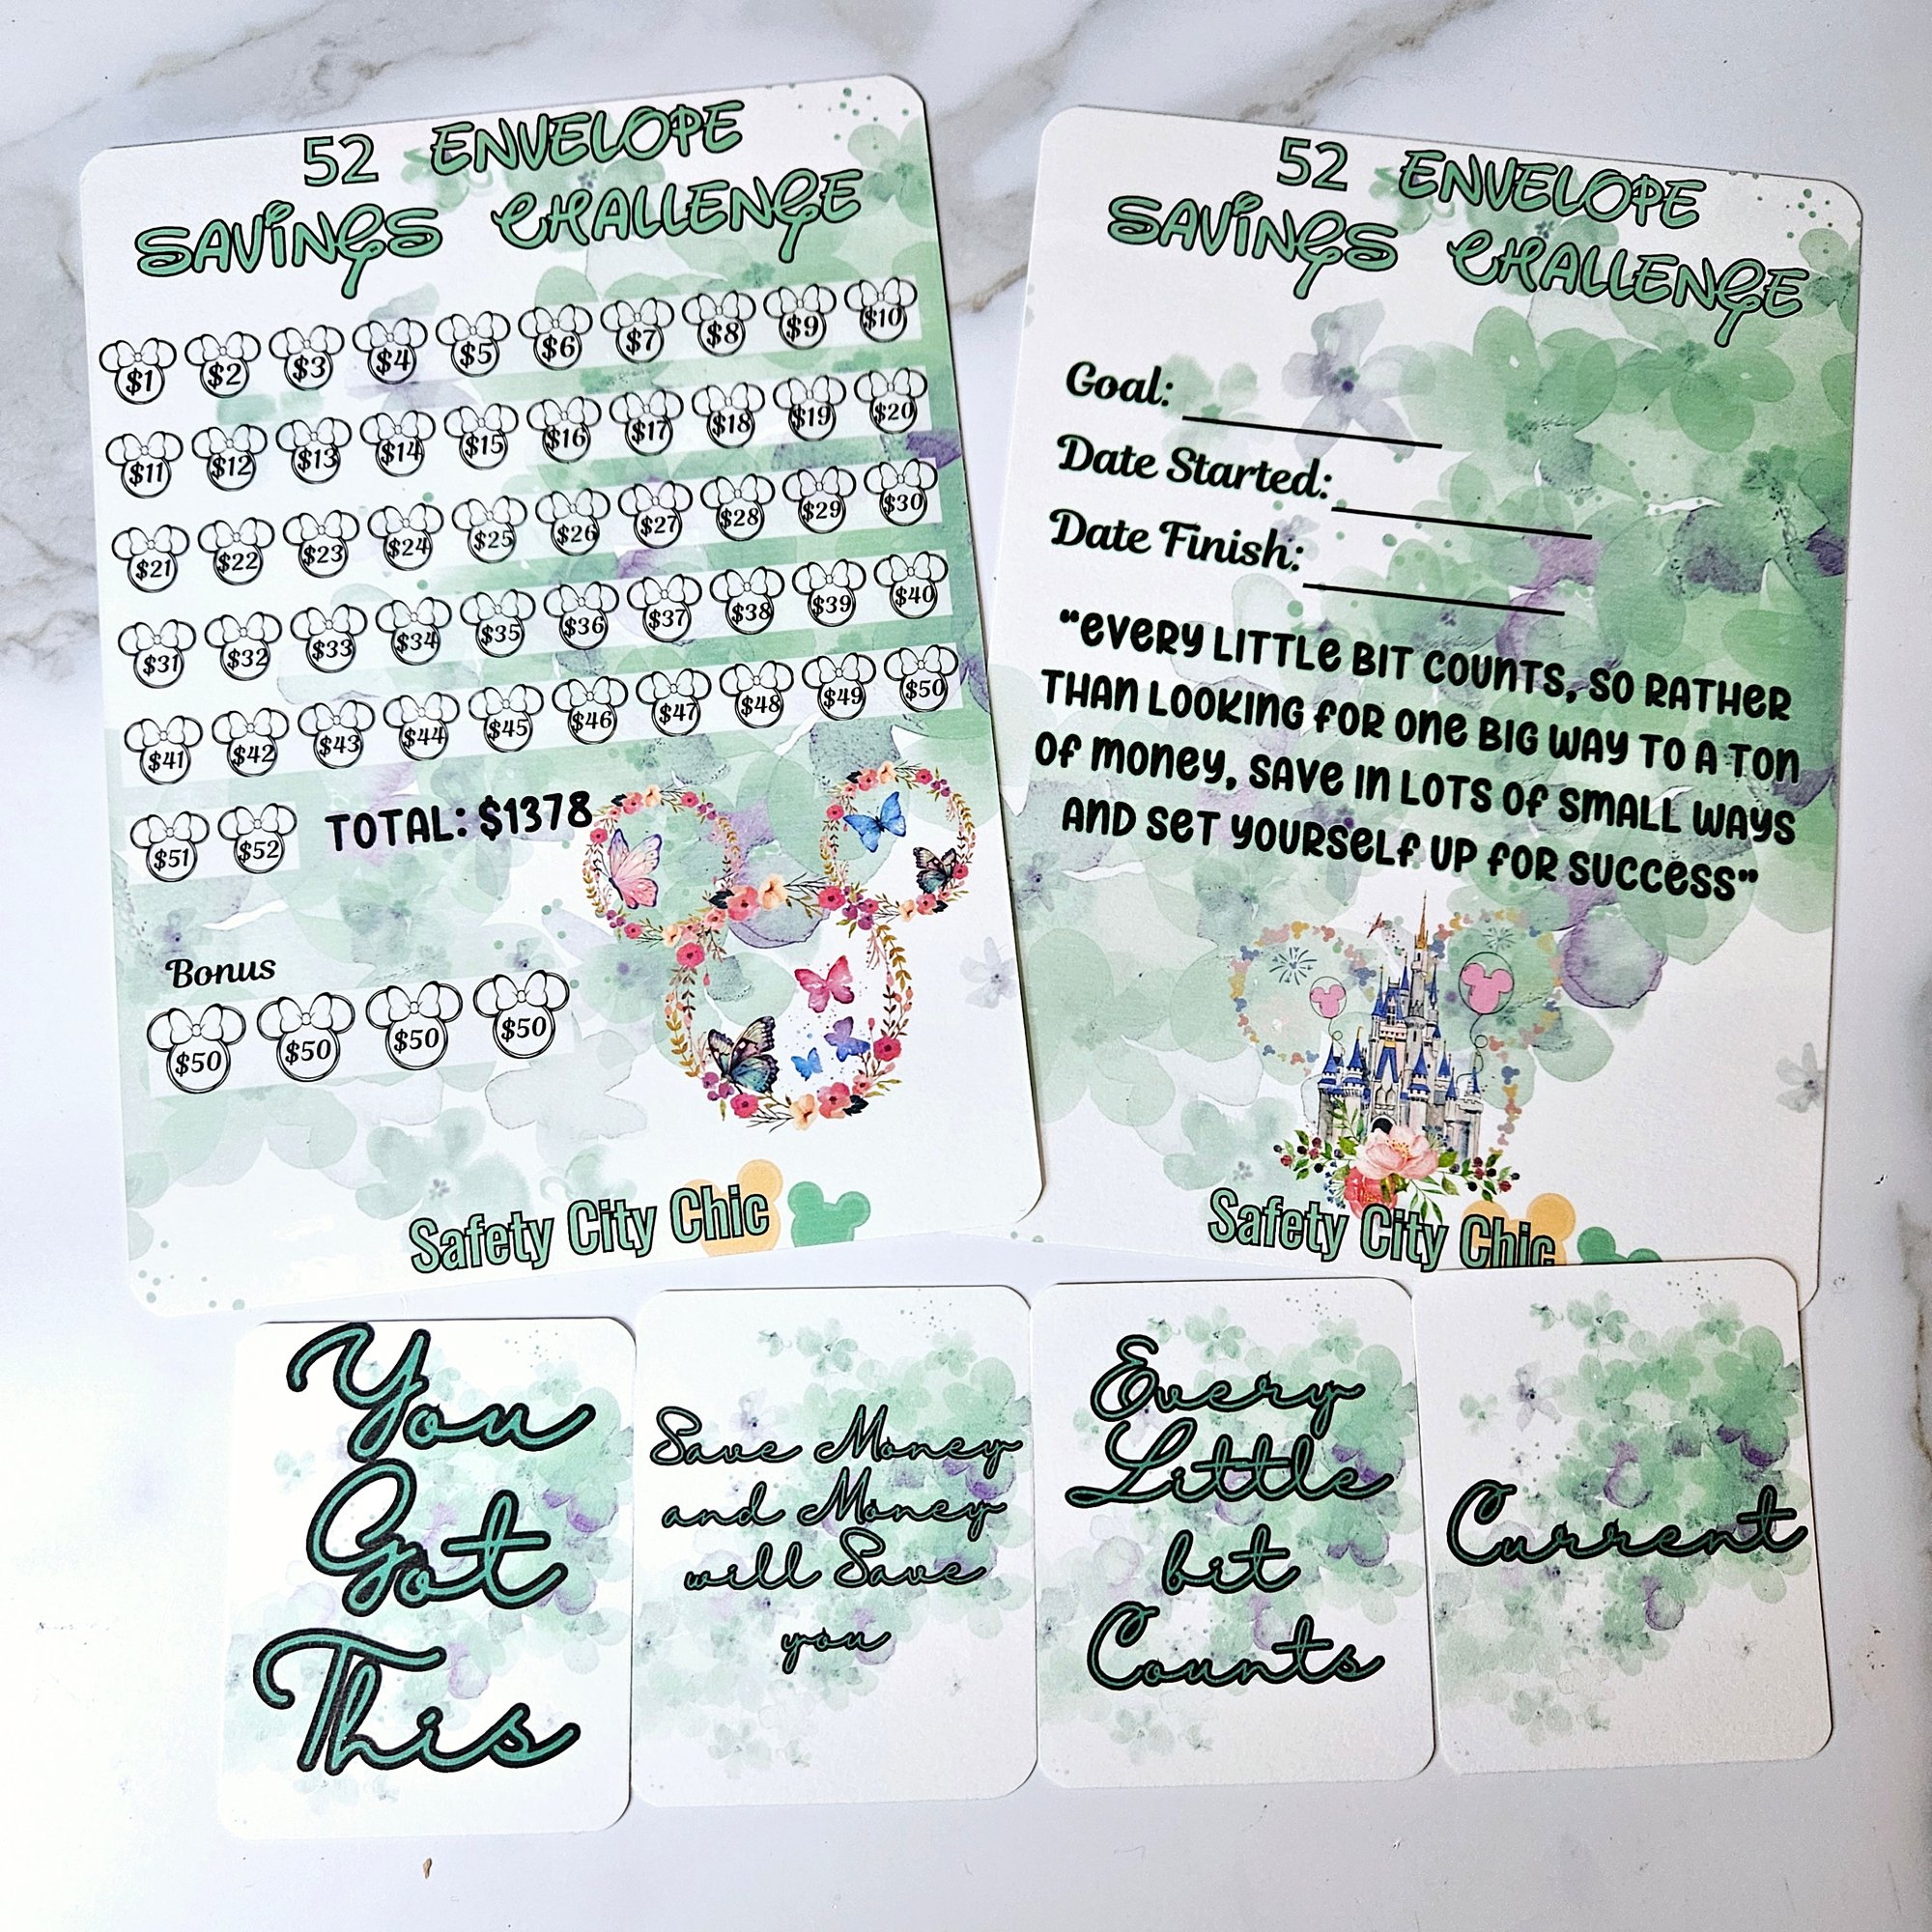 52 ENVELOPE
SAVINGS CHALLENGE
$1 $2 $3 $4 $5 $6 $7 $8 $9 $10
$11 $12 $13 $14 $15 $16 $17 $18 $19 $20
$21 $22 $23 $24 $25 $26 $27 $28 $29 $30
$31 $32 $33 $34 $35 $36 $37 $38 $39 $40
$41 $42 $43 $44 $45 $46 $47 $48 $49 $50
$51 $52 TOTAL: $1378
Bonus
$50 $50 $50 $50
Safety City Chic
52 ENVELOPE
SAVINGS CHALLENGE
Goal:
Date Started:
Date Finish:
“EVERY LITTLE BIT COUNTS, SO RATHER
THAN LOOKING FOR ONE BIG WAY TO A TON
OF MONEY, SAVE IN LOTS OF SMALL WAYS
AND SET YOURSELF UP FOR SUCCESS”
Safety City Chic
You
Got
This
Save Money
and Money
will Save
you
Every
Little
bit
Counts
Current